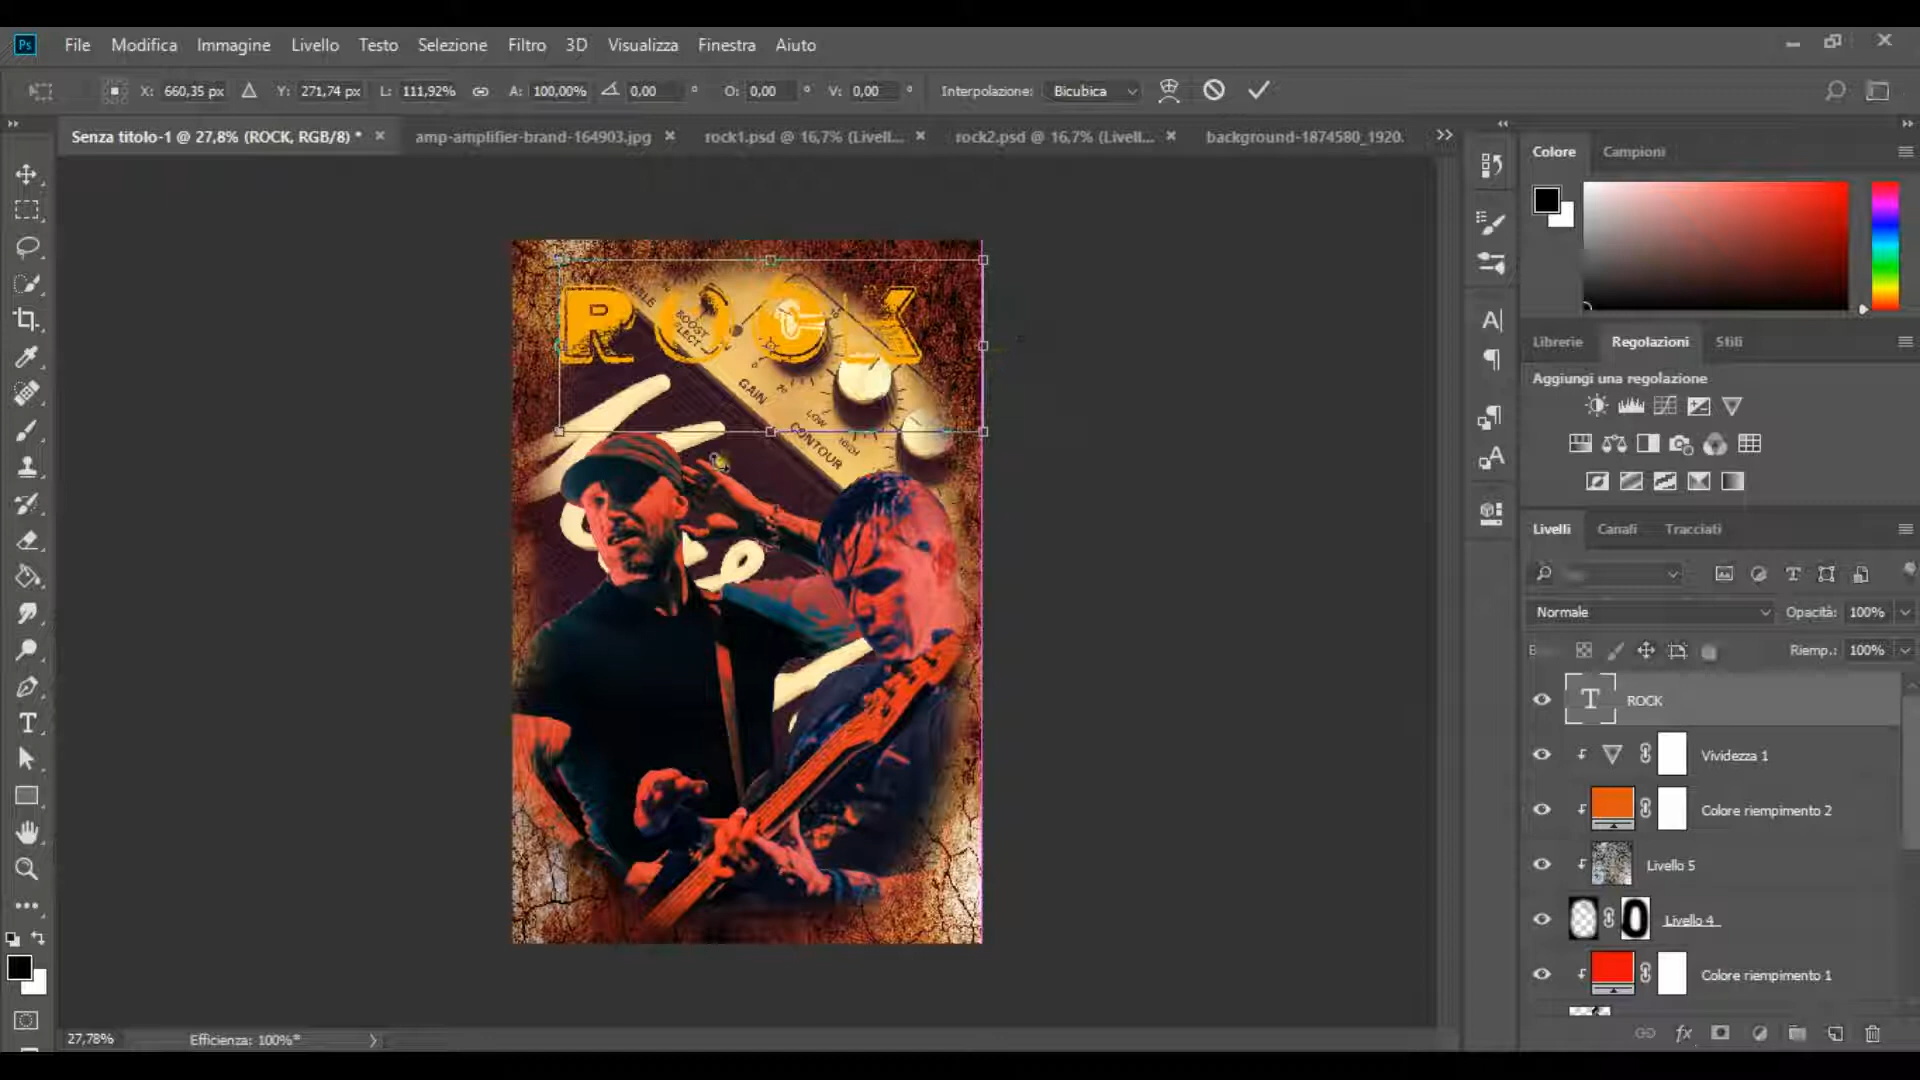 Ps File Modifica Immagine Livello Testo Selezione Filtro 3D Visualizza Finestra Aiuto
X: 660,35 px Y: 271,74 px L: 111,92% A: 100,00% 0,00 ° O: 0,00 ° V: 0,00 ° Interpolazione: Bicubica
Senza titolo-1 @ 27,8% (ROCK, RGB/8) * × amp-amplifier-brand-164903.jpg × rock1.psd @ 16,7% (Livell... × rock2.psd @ 16,7% (Livell... × background-1874580_1920.
Colore Campioni
ROCK
BOOST
GAIN
LOW
HIGH
CONTOUR
Librerie Regolazioni Stili
Aggiungi una regolazione
Livelli Canali Tracciati
Normale Opacità: 100%
Riemp.: 100%
T ROCK
Vividezza 1
Colore riempimento 2
Livello 5
Livello 4
Colore riempimento 1
fx
27,78% Efficienza: 100%*